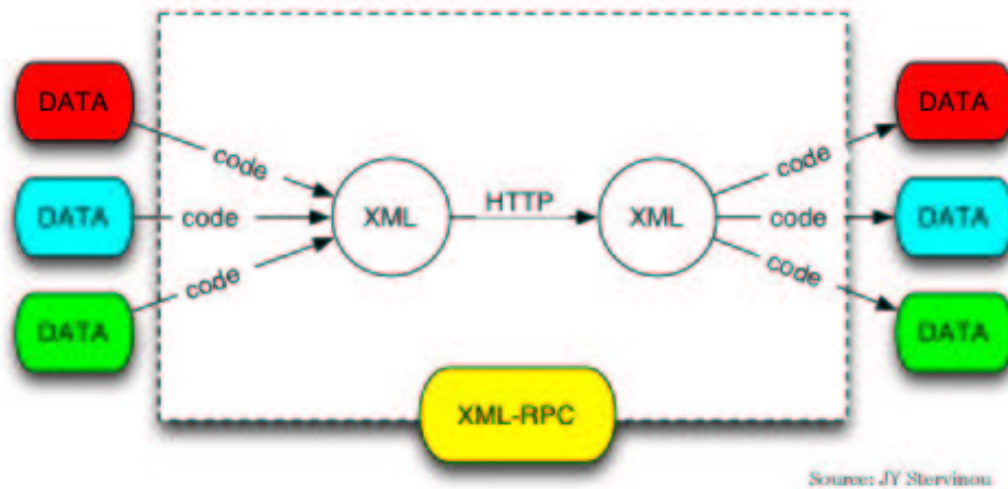 DATA
code
DATA
code
DATA
code
XML
HTTP
XML
code
DATA
code
DATA
code
DATA
XML-RPC
Source: JY Stervinou